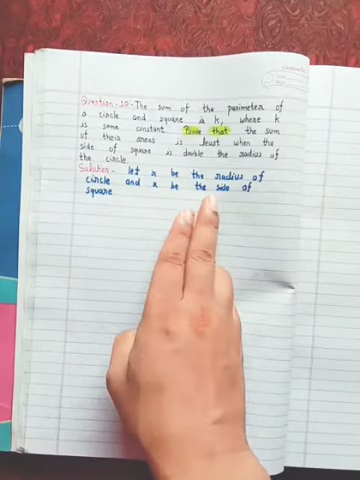 Question-10- The sum of the perimeter of
a circle and square is k, where k
is some constant. Prove that the sum
of their areas is least when the
side of square is double the radius of
the circle.
Solution - let r be the radius of
circle and x be the side of
square